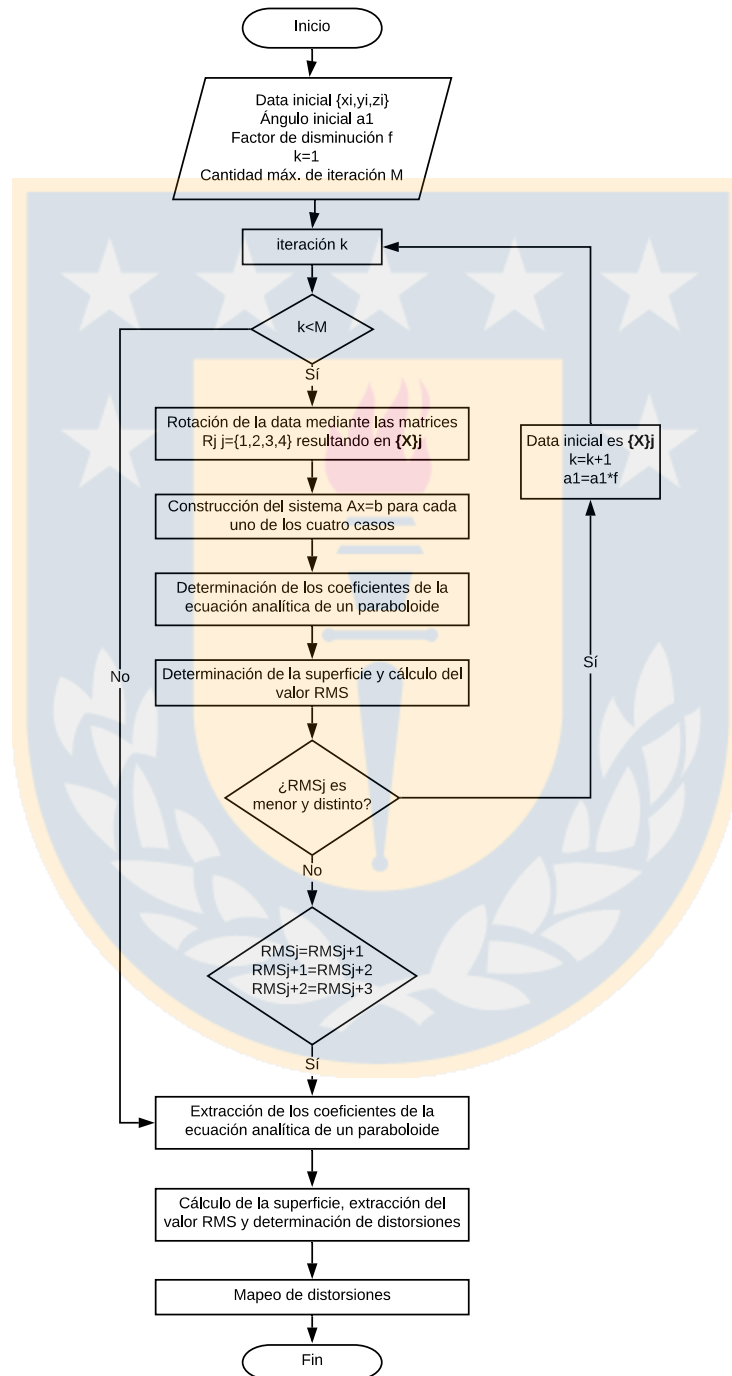 Inicio
Data inicial {xi,yi,zi}
Ángulo inicial a1
Factor de disminución f
k=1
Cantidad máx. de iteración M
iteración k
k<M
Sí
Rotación de la data mediante las matrices
Rj j={1,2,3,4} resultando en {X}j
Data inicial es {X}j
k=k+1
a1=a1*f
Construcción del sistema Ax=b para cada
uno de los cuatro casos
Determinación de los coeficientes de la
ecuación analítica de un paraboloide
No
Sí
Determinación de la superficie y cálculo del
valor RMS
¿RMSj es
menor y distinto?
No
RMSj=RMSj+1
RMSj+1=RMSj+2
RMSj+2=RMSj+3
Sí
Extracción de los coeficientes de la
ecuación analítica de un paraboloide
Cálculo de la superficie, extracción del
valor RMS y determinación de distorsiones
Mapeo de distorsiones
Fin